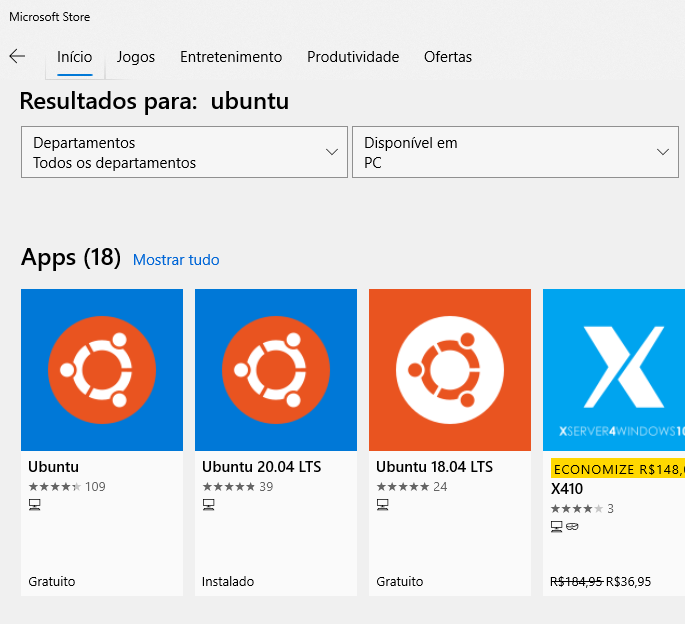 Microsoft Store
Início Jogos Entretenimento Produtividade Ofertas
Resultados para: ubuntu
Departamentos
Todos os departamentos
Disponível em
PC
Apps (18) Mostrar tudo
Ubuntu
109
Gratuito
Ubuntu 20.04 LTS
39
Instalado
Ubuntu 18.04 LTS
24
Gratuito
XSERVER4WINDOWS10
ECONOMIZE R$148,0
X410
3
R$184,95 R$36,95